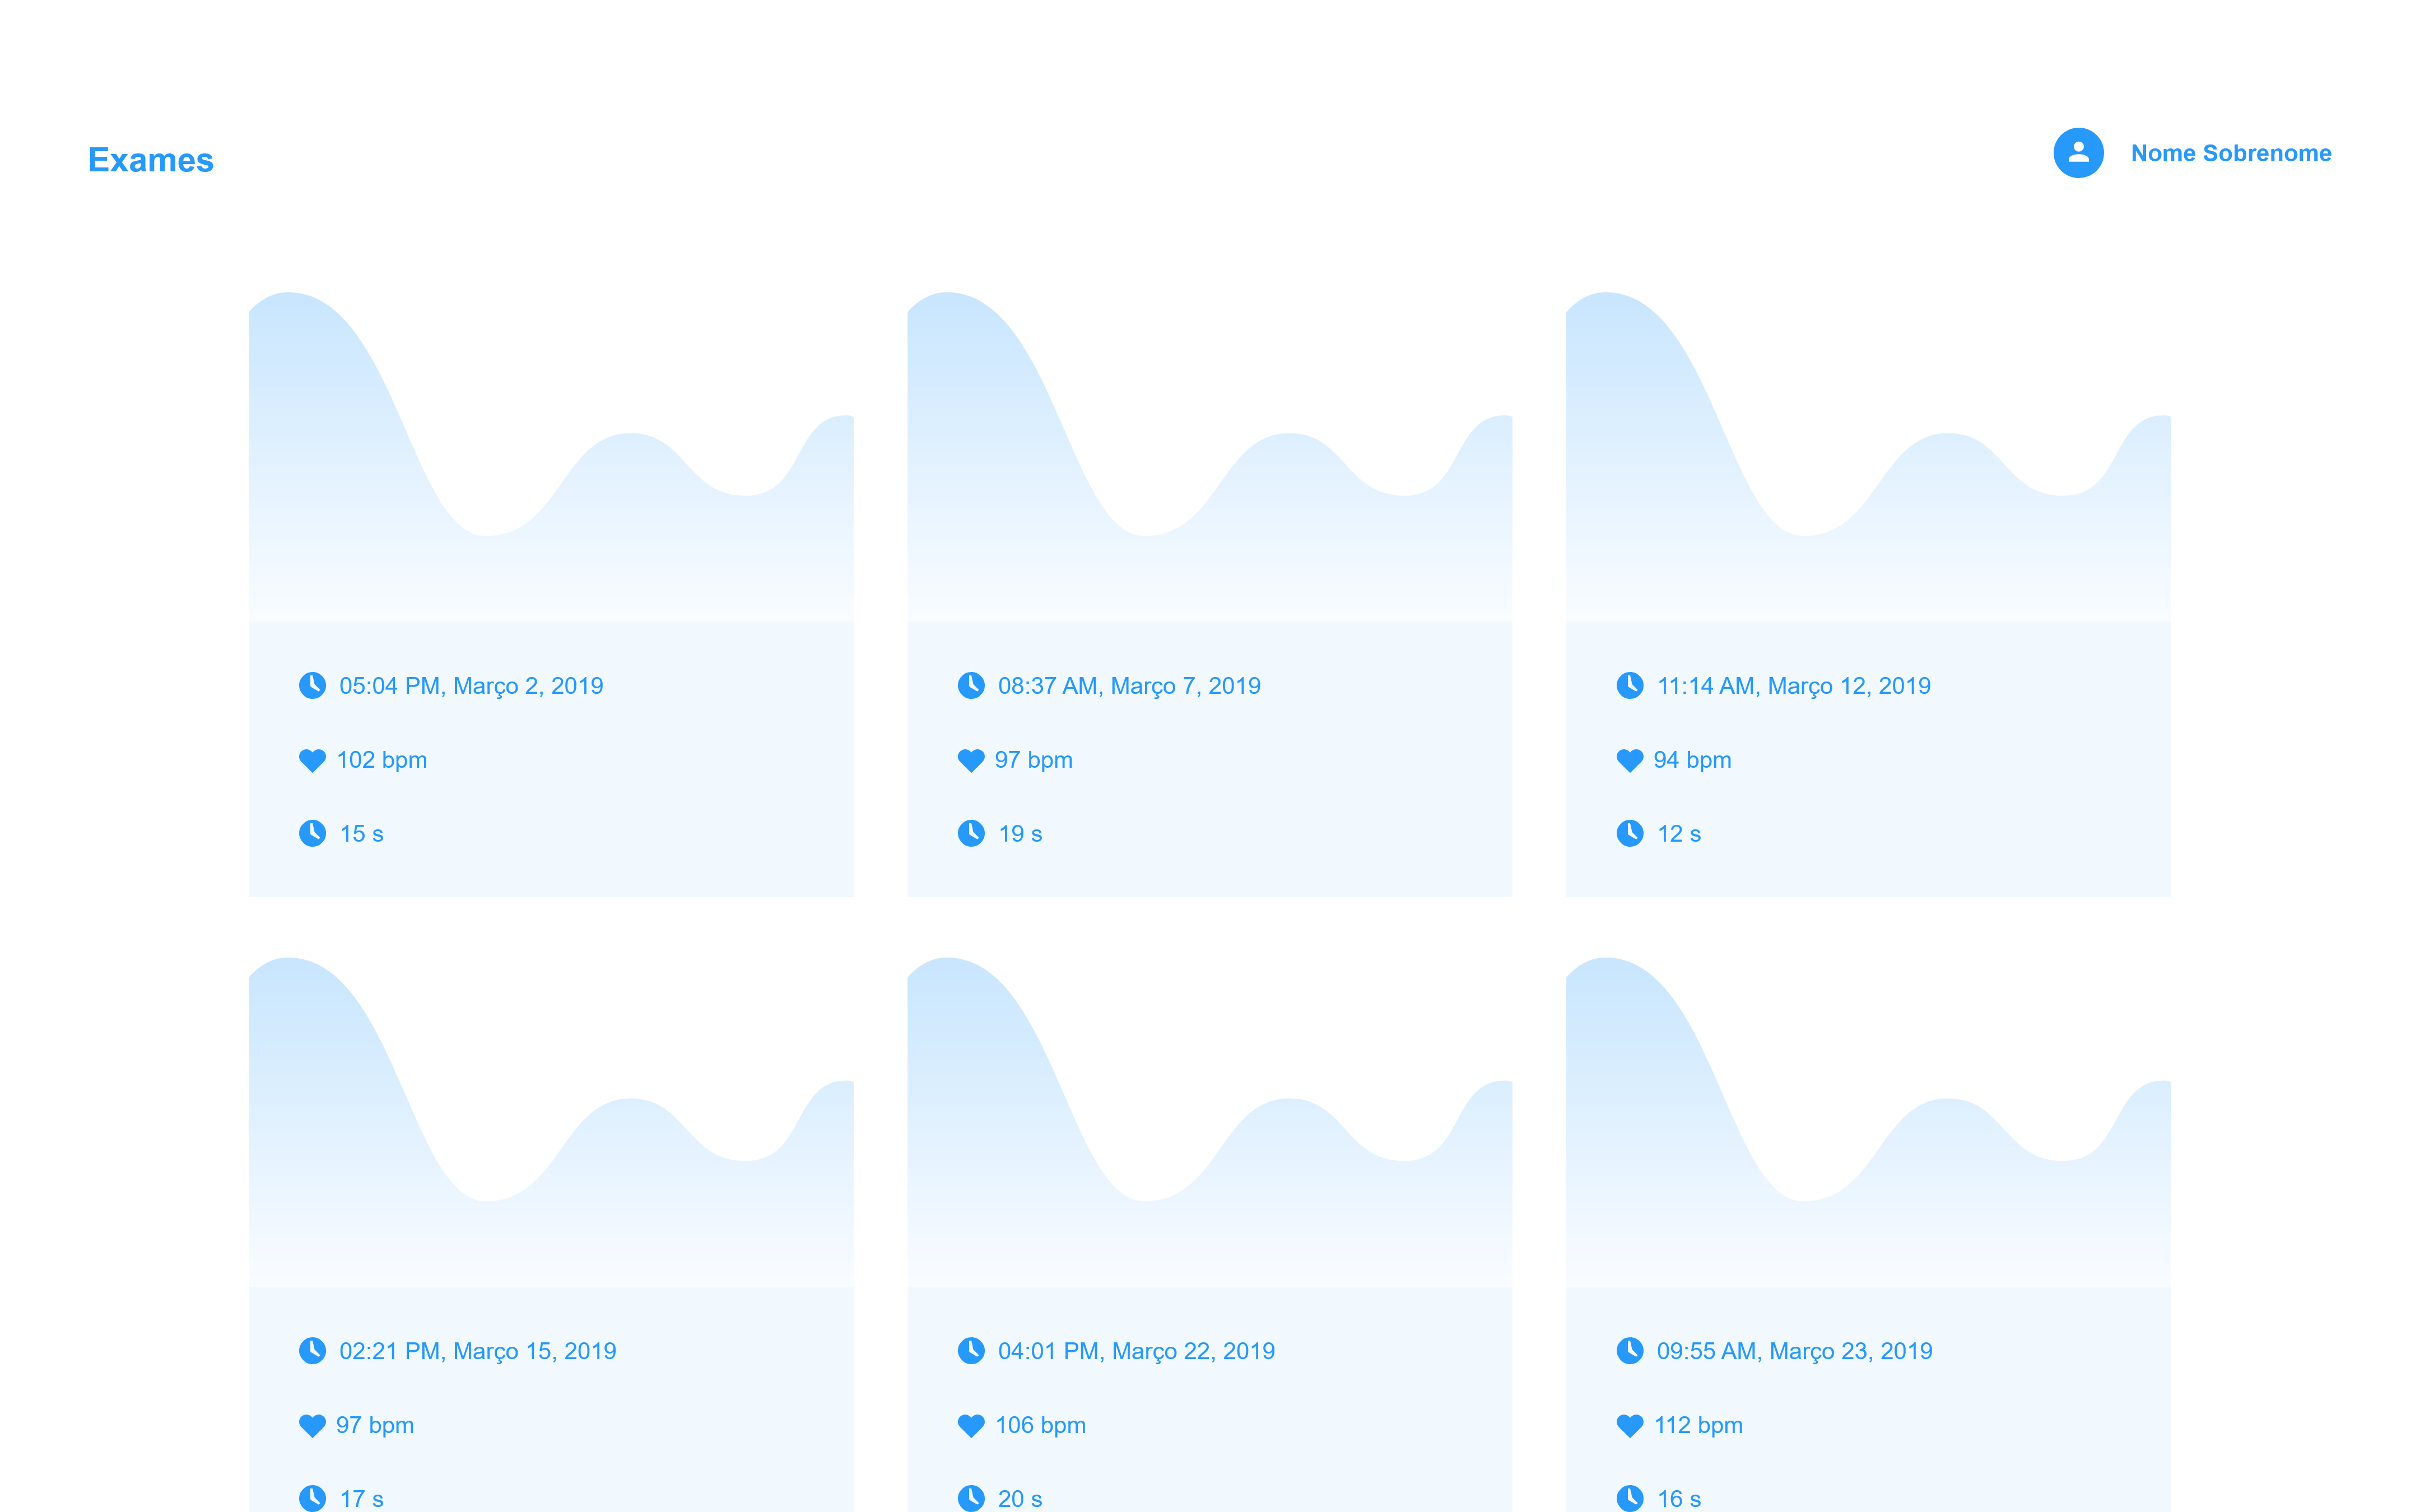 Exames
Nome Sobrenome
05:04 PM, Março 2, 2019
102 bpm
15 s
08:37 AM, Março 7, 2019
97 bpm
19 s
11:14 AM, Março 12, 2019
94 bpm
12 s
02:21 PM, Março 15, 2019
97 bpm
17 s
04:01 PM, Março 22, 2019
106 bpm
20 s
09:55 AM, Março 23, 2019
112 bpm
16 s